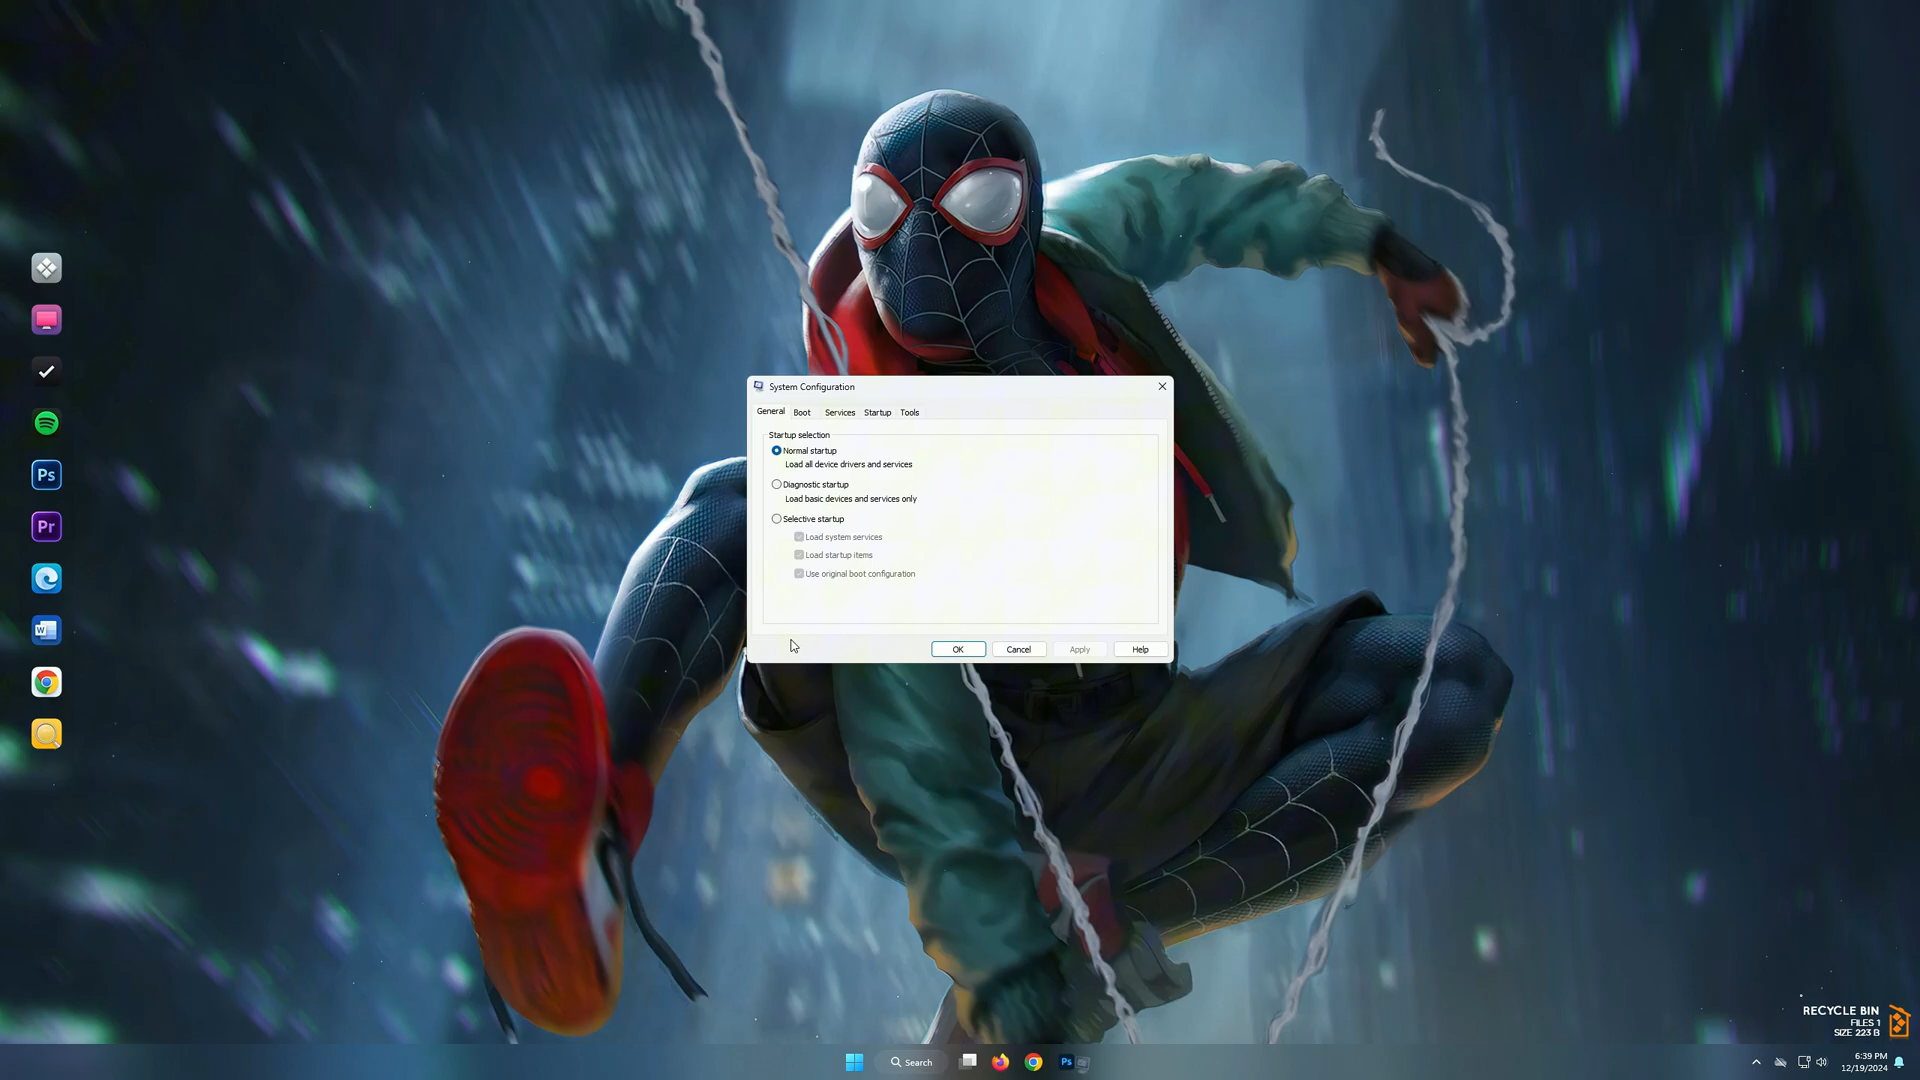 System Configuration
General Boot Services Startup Tools
Startup selection
Normal startup
Load all device drivers and services
Diagnostic startup
Load basic devices and services only
Selective startup
Load system services
Load startup items
Use original boot configuration
OK Cancel Apply Help
Ps
Pr
W
RECYCLE BIN
FILES 1
SIZE 223 B
Search
Ps
6:39 PM
12/19/2024